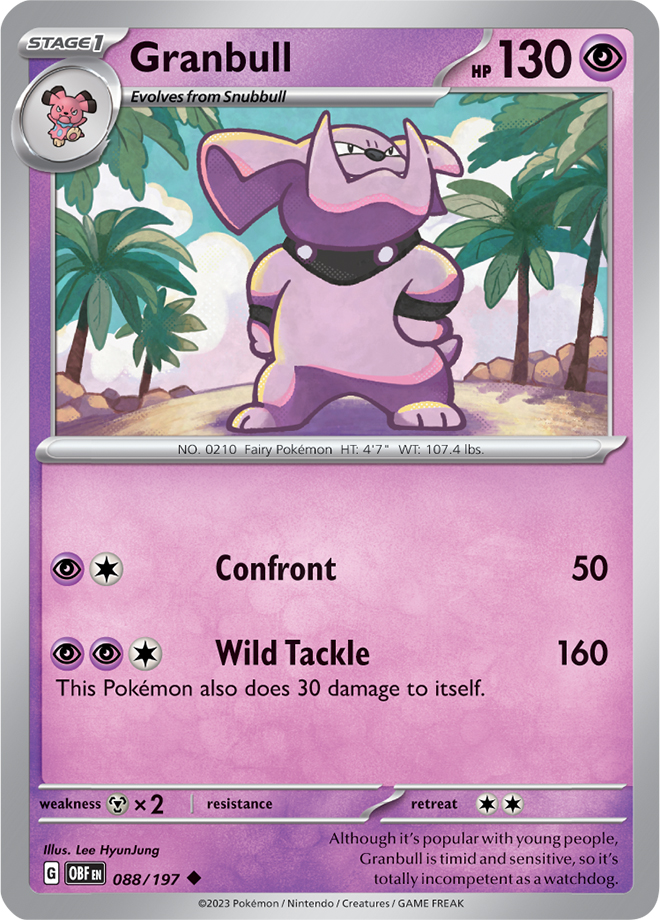 STAGE 1
Granbull
HP 130
Evolves from Snubbull
NO. 0210 Fairy Pokémon HT: 4'7" WT: 107.4 lbs.
Confront 50
Wild Tackle 160
This Pokémon also does 30 damage to itself.
weakness ×2 resistance retreat
Illus. Lee HyunJung
Although it's popular with young people,
Granbull is timid and sensitive, so it's
totally incompetent as a watchdog.
G OBF EN 088/197
©2023 Pokémon / Nintendo / Creatures / GAME FREAK